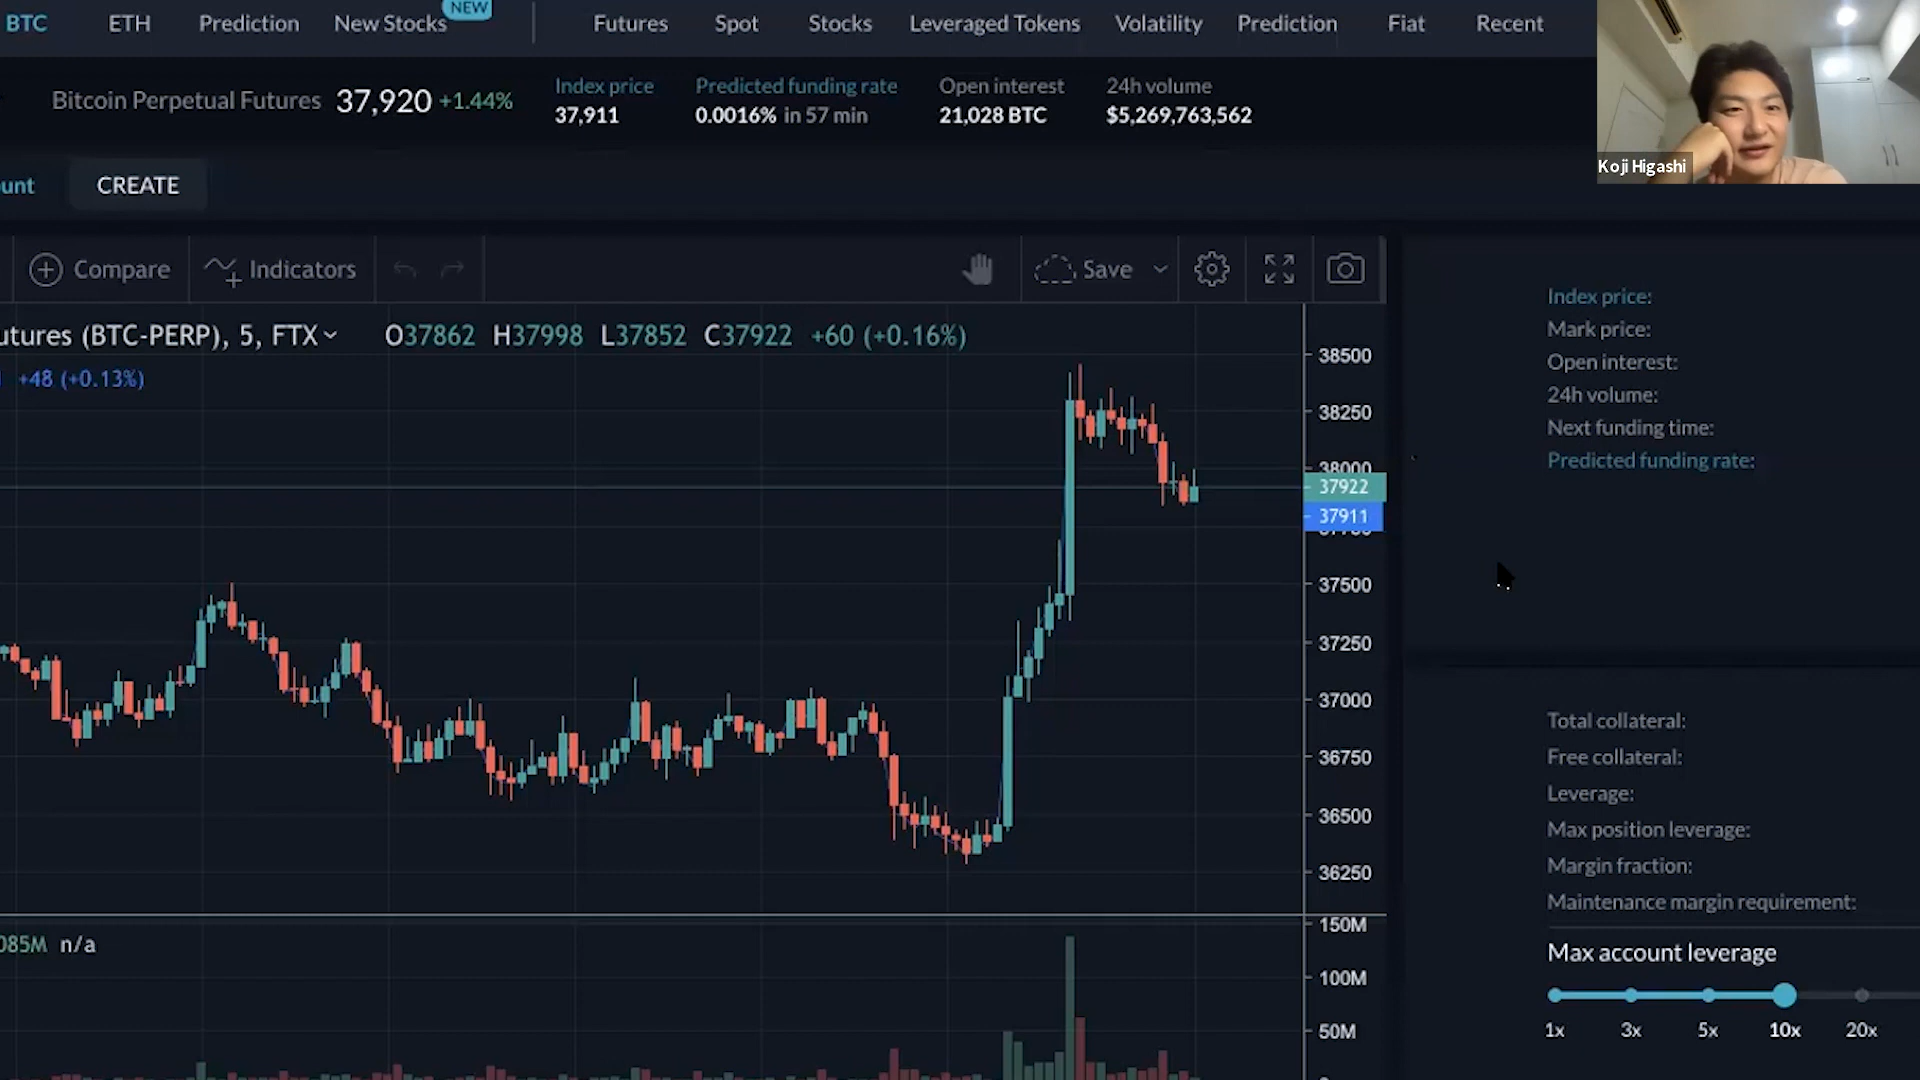 BTC ETH Prediction New Stocks NEW Futures Spot Stocks Leveraged Tokens Volatility Prediction Fiat Recent
Bitcoin Perpetual Futures 37,920 +1.44%
Index price
37,911
Predicted funding rate
0.0016% in 57 min
Open interest
21,028 BTC
24h volume
$5,269,763,562
Koji Higashi
unt CREATE
Compare Indicators Save
utures (BTC-PERP), 5, FTX O37862 H37998 L37852 C37922 +60 (+0.16%)
+48 (+0.13%)
38500
38250
38000
37922
37911
37500
37250
37000
36750
36500
36250
085M n/a
150M
100M
50M
Index price:
Mark price:
Open interest:
24h volume:
Next funding time:
Predicted funding rate:
Total collateral:
Free collateral:
Leverage:
Max position leverage:
Margin fraction:
Maintenance margin requirement:
Max account leverage
1x 3x 5x 10x 20x